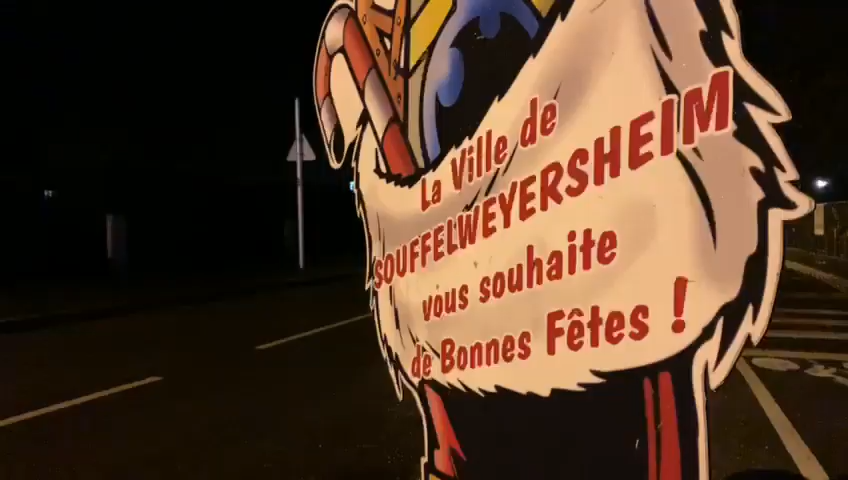 La Ville de
SOUFFELWEYERSHEIM
vous souhaite
de Bonnes Fêtes !